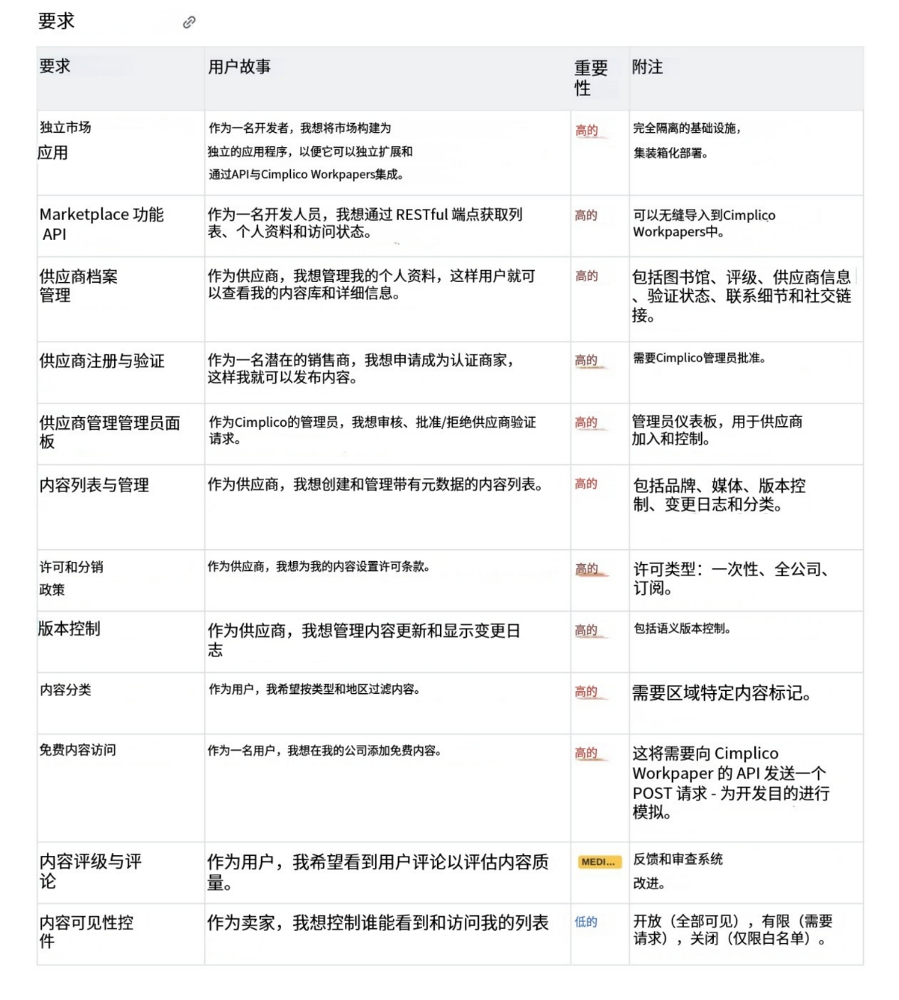 要求
要求
用户故事
重要
性
附注
独立市场
应用
作为一名开发者，我想将市场构建为
独立的应用程序，以便它可以独立扩展和
通过API与Cimplico Workpapers集成。
高的
完全隔离的基础设施，
集装箱化部署。
Marketplace 功能
API
作为一名开发人员，我想通过 RESTful 端点获取列
表、个人资料和访问状态。
高的
可以无缝导入到Cimplico
Workpapers中。
供应商档案
管理
作为供应商，我想管理我的个人资料，这样用户就可
以查看我的内容库和详细信息。
高的
包括图书馆、评级、供应商信息
、验证状态、联系细节和社交链
接。
供应商注册与验证
作为一名潜在的销售商，我想申请成为认证商家，
这样我就可以发布内容。
高的
需要Cimplico管理员批准。
供应商管理管理员面
板
作为Cimplico的管理员，我想审核、批准/拒绝供应商验证
请求。
高的
管理员仪表板，用于供应商
加入和控制。
内容列表与管理
作为供应商，我想创建和管理带有元数据的内容列表。
高的
包括品牌、媒体、版本控
制、变更日志和分类。
许可和分销
政策
作为供应商，我想为我的内容设置许可条款。
高的
许可类型：一次性、全公司、
订阅。
版本控制
作为供应商，我想管理内容更新和显示变更日
志
高的
包括语义版本控制。
内容分类
作为用户，我希望按类型和地区过滤内容。
高的
需要区域特定内容标记。
免费内容访问
作为一名用户，我想在我的公司添加免费内容。
高的
这将需要向 Cimplico
Workpaper 的 API 发送一个
POST 请求 - 为开发目的进行
模拟。
内容评级与评
论
作为用户，我希望看到用户评论以评估内容质
量。
MEDI...
反馈和审查系统
改进。
内容可见性控
件
作为卖家，我想控制谁能看到和访问我的列表
低的
开放（全部可见），有限（需要
请求），关闭（仅限白名单）。